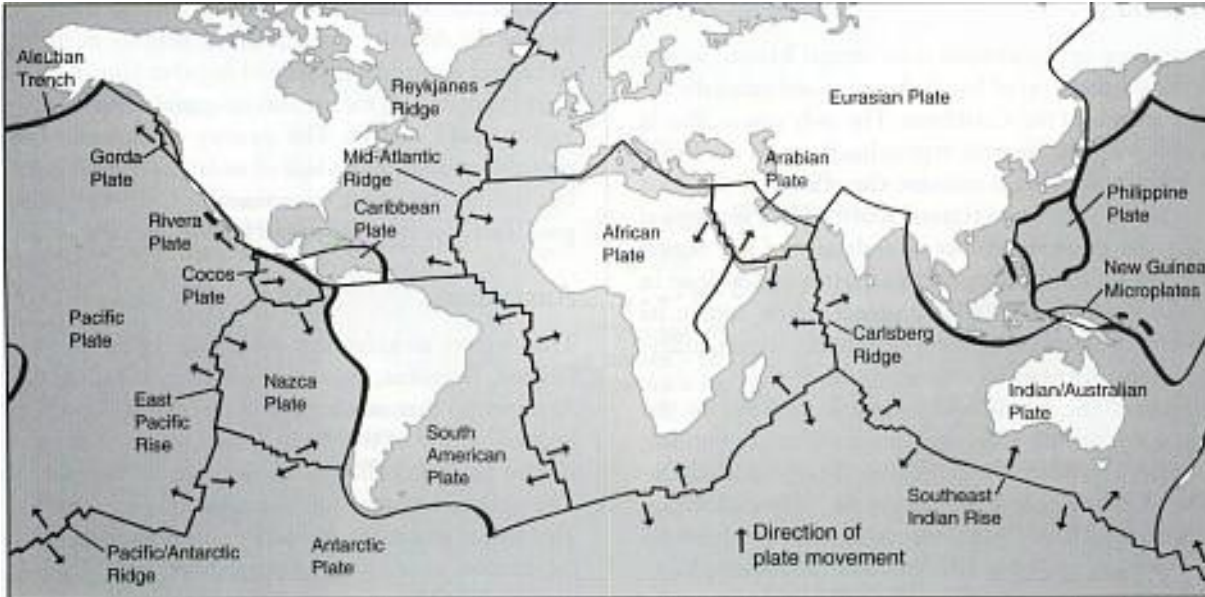 Aleutian
Trench
Reykjanes
Ridge
Eurasian Plate
Gorda
Plate
Mid-Atlantic
Ridge
Arabian
Plate
Rivera
Plate
Caribbean
Plate
African
Plate
Philippine
Plate
Cocos
Plate
New Guinea
Microplates
Pacific
Plate
Carlsberg
Ridge
Nazca
Plate
Indian/Australian
Plate
East
Pacific
Rise
South
American
Plate
Southeast
Indian Rise
Pacific/Antarctic
Ridge
Antarctic
Plate
Direction of
plate movement